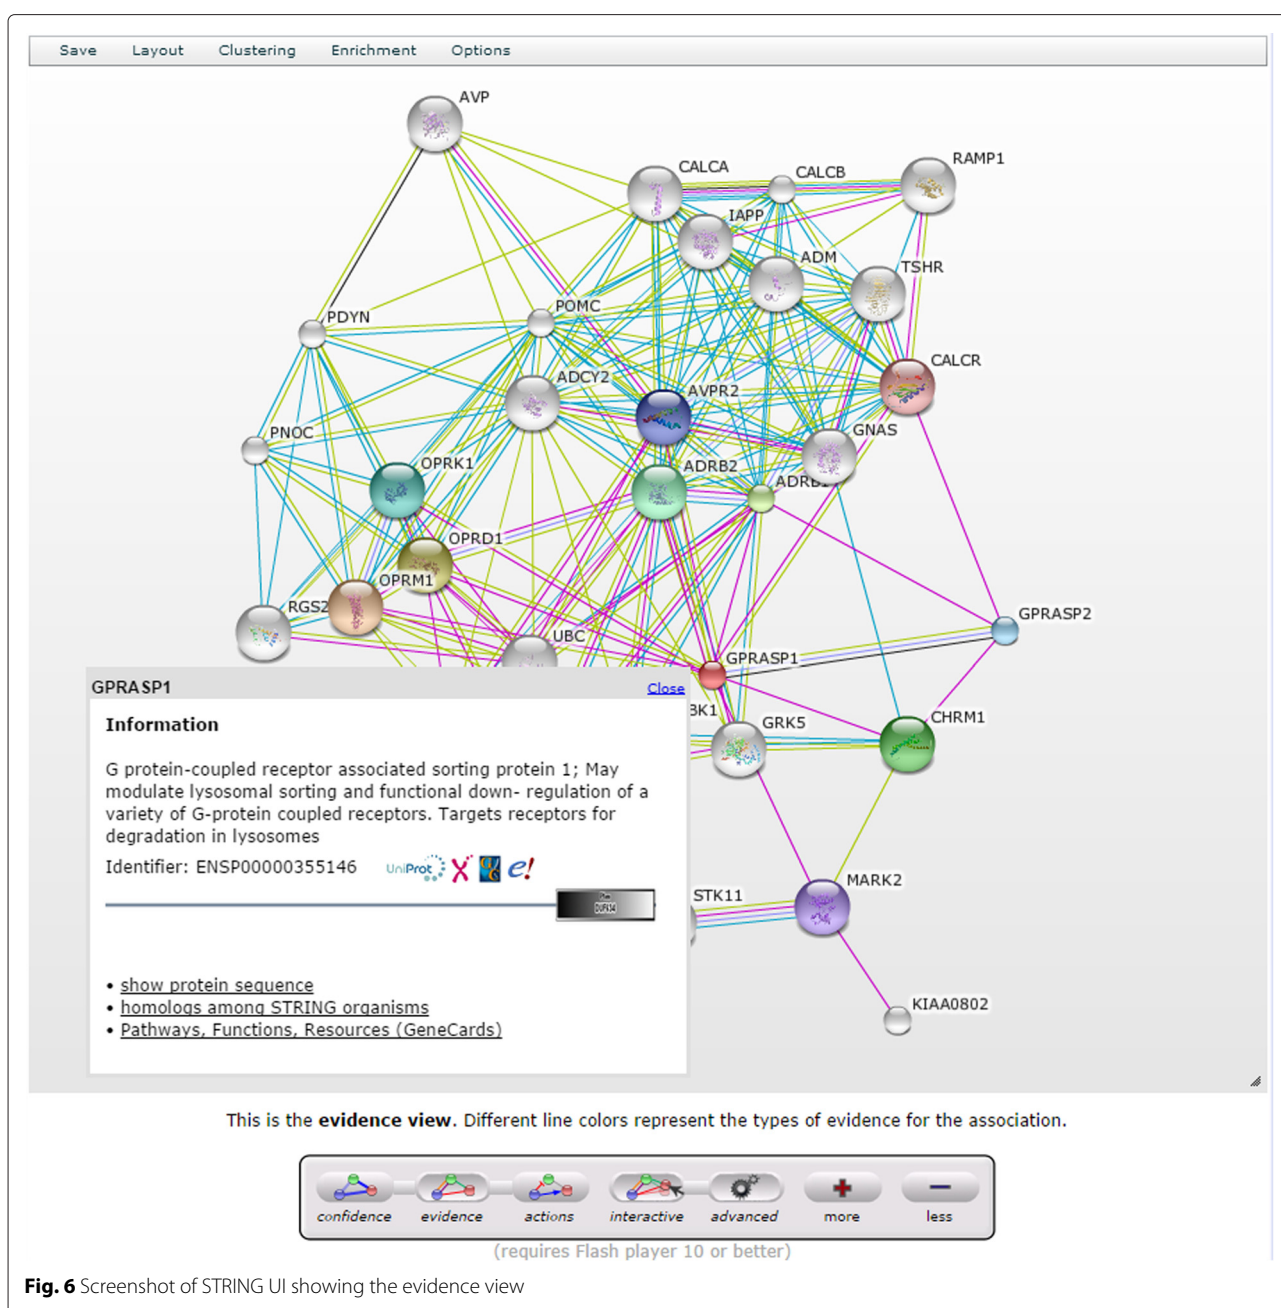 Save Layout Clustering Enrichment Options
AVP
CALCA
CALCB
RAMP1
IAPP
ADM
TSHR
POMC
PDYN
CALCR
ADCY2
AVPR2
GNAS
PNOC
OPRK1
ADRB2
OPRD1
OPRM1
RGS2
UBC
GPRASP2
GPRASP1
GPRASP1 Close
Information
G protein-coupled receptor associated sorting protein 1; May
modulate lysosomal sorting and functional down- regulation of a
variety of G-protein coupled receptors. Targets receptors for
degradation in lysosomes
Identifier: ENSP00000355146 UniProt X e!
• show protein sequence
• homologs among STRING organisms
• Pathways, Functions, Resources (GeneCards)
BK1
GRK5
CHRM1
STK11
MARK2
KIAA0802
This is the evidence view. Different line colors represent the types of evidence for the association.
confidence evidence actions interactive advanced more less
(requires Flash player 10 or better)
Fig. 6 Screenshot of STRING UI showing the evidence view